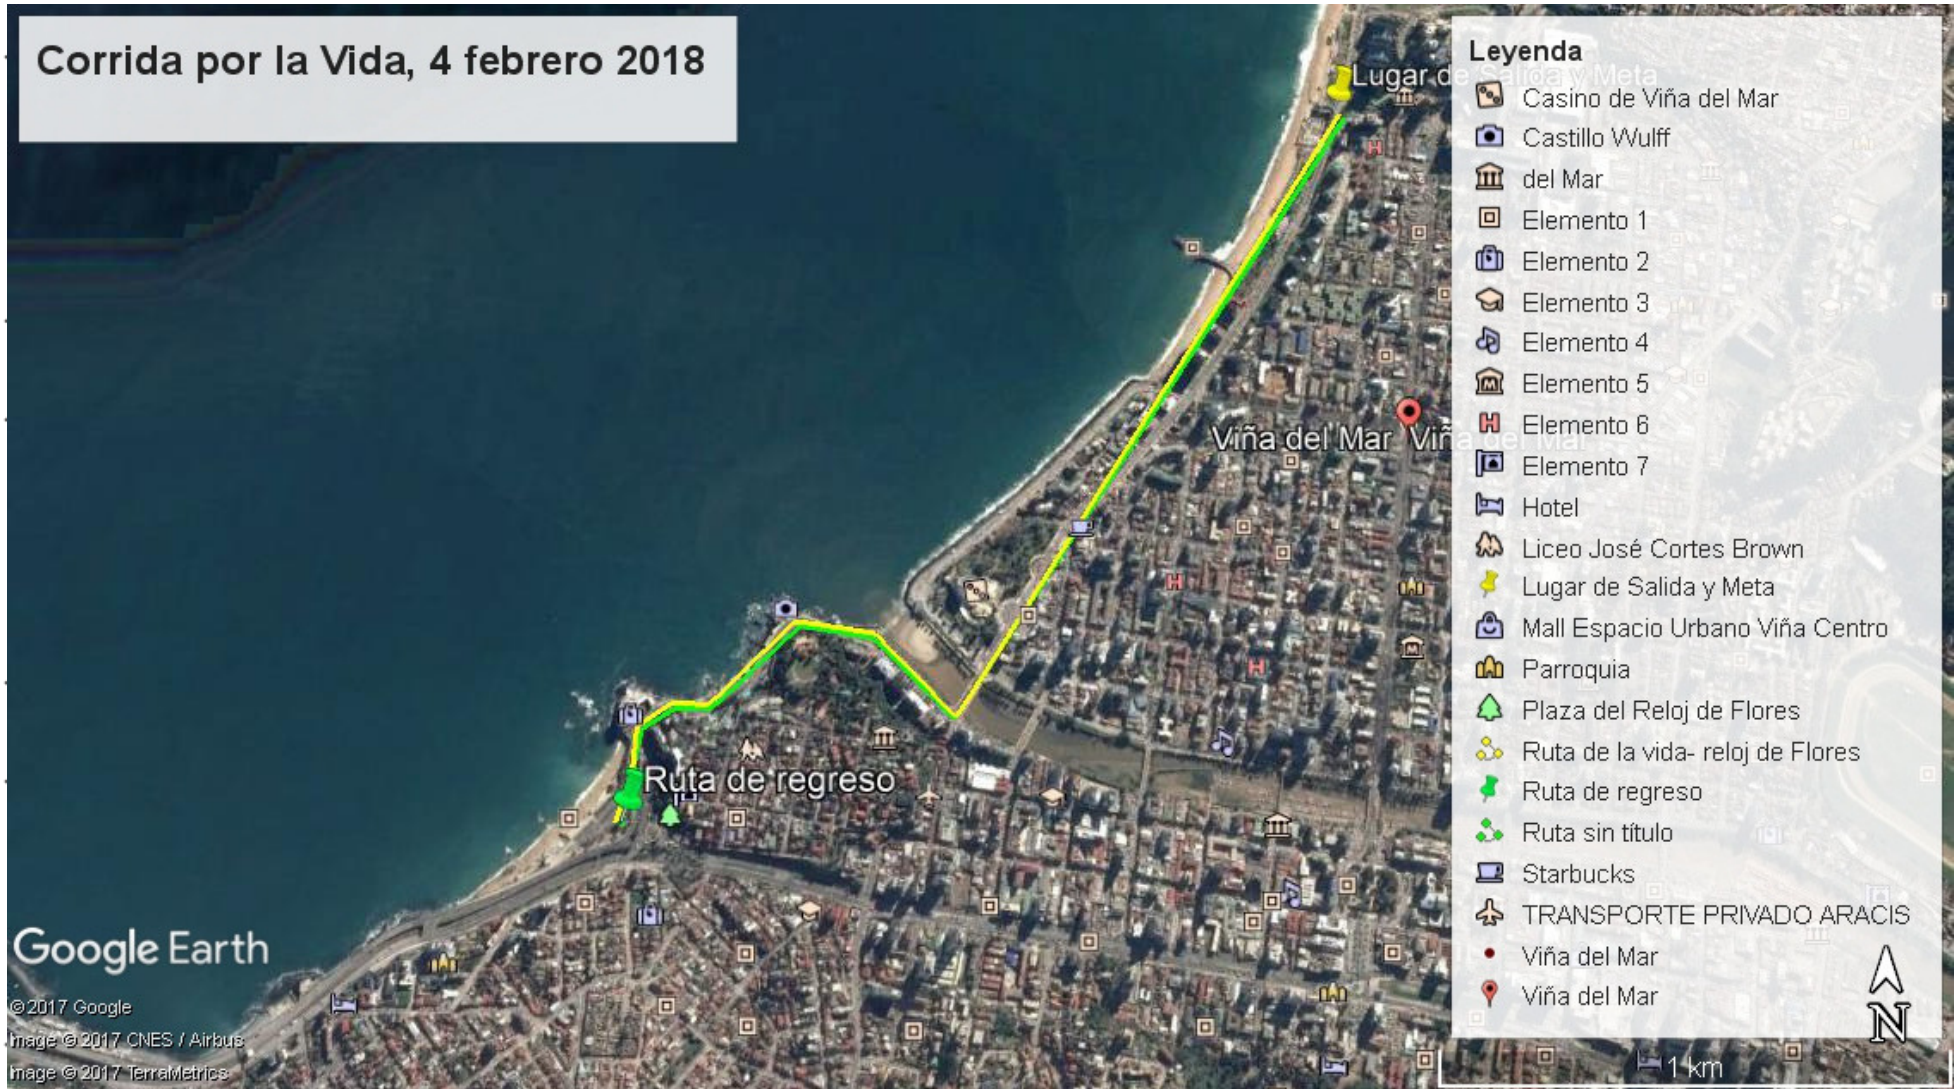 Corrida por la Vida, 4 febrero 2018
Lugar de Salida y Meta
Viña del Mar
Viña del Mar
Ruta de regreso
Leyenda
Casino de Viña del Mar
Castillo Wulff
del Mar
Elemento 1
Elemento 2
Elemento 3
Elemento 4
Elemento 5
Elemento 6
Elemento 7
Hotel
Liceo José Cortes Brown
Lugar de Salida y Meta
Mall Espacio Urbano Viña Centro
Parroquia
Plaza del Reloj de Flores
Ruta de la vida- reloj de Flores
Ruta de regreso
Ruta sin título
Starbucks
TRANSPORTE PRIVADO ARACIS
Viña del Mar
Viña del Mar
N
1 km
Google Earth
© 2017 Google
Image © 2017 CNES / Airbus
Image © 2017 TerraMetrics